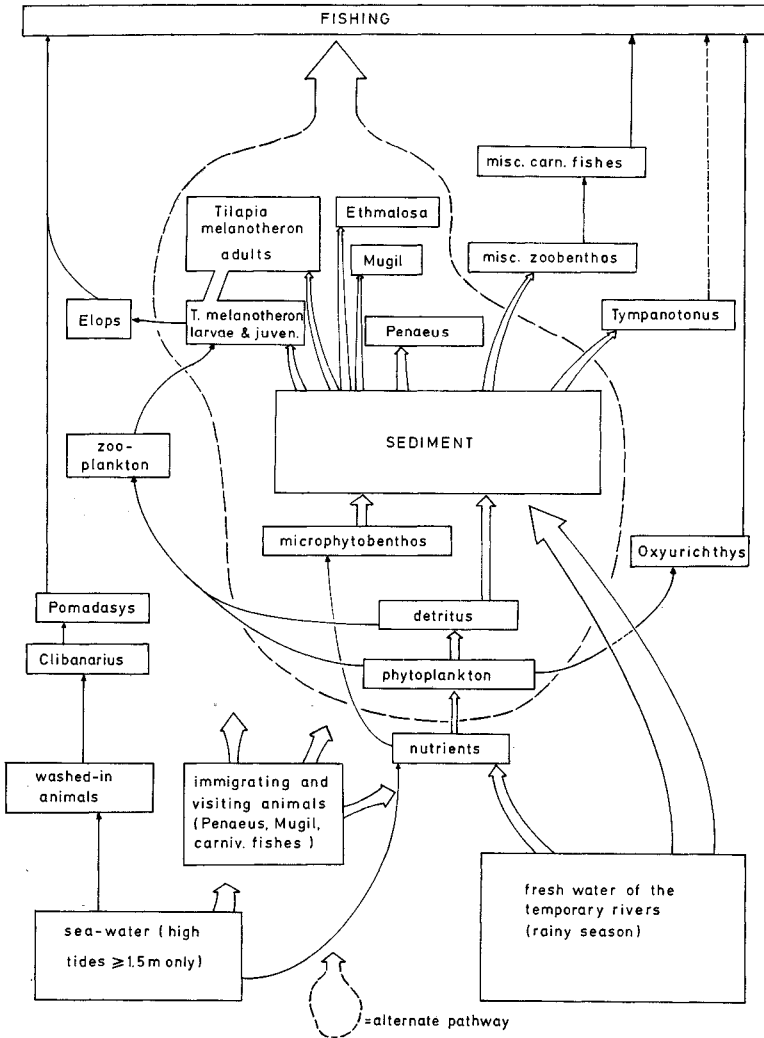 FISHING
misc. carn. fishes
Tilapia
melanotheron
adults
Ethmalosa
Mugil
misc. zoobenthos
Elops
T. melanotheron
larvae & juven.
Penaeus
Tympanotonus
SEDIMENT
zoo-
plankton
microphytobenthos
Oxyurichthys
Pomadasys
detritus
Clibanarius
phytoplankton
nutrients
washed-in
animals
immigrating and
visiting animals
(Penaeus, Mugil,
carniv. fishes )
fresh water of the
temporary rivers
(rainy season)
sea-water ( high
tides ⩾ 1.5 m only)
=alternate pathway